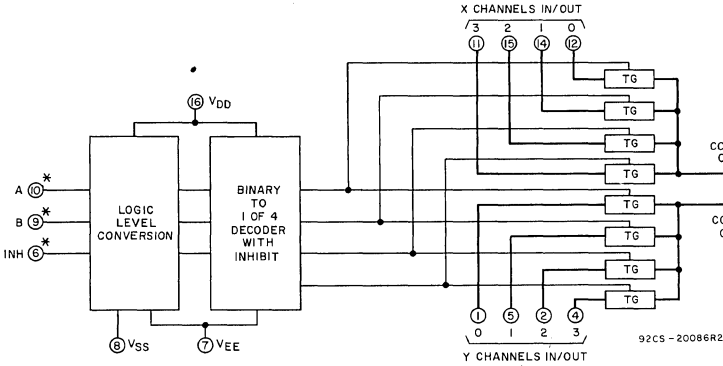 X CHANNELS IN/OUT
3 2 1 0
11 15 14 12
TG
16 VDD
TG
TG
TG
A 10 *
B 9 *
INH 6 *
LOGIC
LEVEL
CONVERSION
BINARY
TO
1 OF 4
DECODER
WITH
INHIBIT
TG
TG
TG
TG
1 5 2 4
0 1 2 3
8 VSS
7 VEE
92CS-20086R2
Y CHANNELS IN/OUT